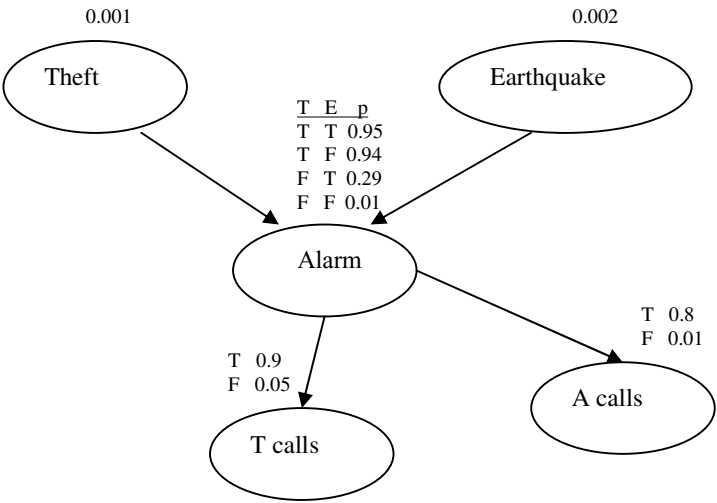 0.001
0.002
Theft
Earthquake
T E p
T T 0.95
T F 0.94
F T 0.29
F F 0.01
Alarm
T 0.8
F 0.01
T 0.9
F 0.05
A calls
T calls